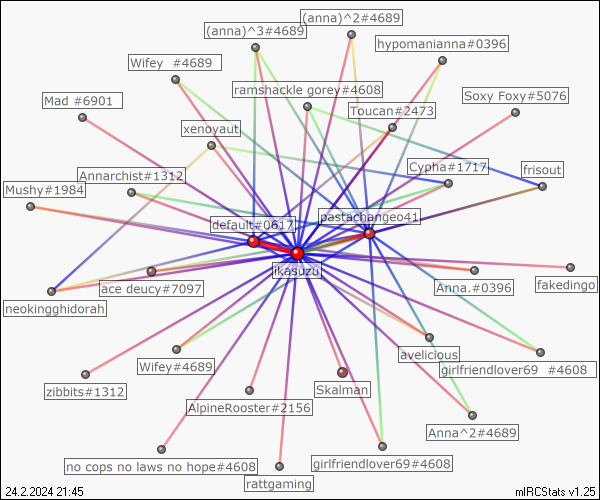 (anna)^2#4689
(anna)^3#4689
hypomanianna#0396
Wifey  #4689
ramshackle gorey#4608
Soxy Foxy#5076
Mad #6901
Toucan#2473
xenoyaut
Cypha#1717
frisout
Annarchist#1312
Mushy#1984
pastachangeo41
default#0617
ikasuzu
ace deucy#7097
Anna.#0396
fakedingo
neokingghidorah
avelicious
Wifey#4689
girlfriendlover69  #4608
zibbits#1312
Skalman
AlpineRooster#2156
Anna^2#4689
no cops no laws no hope#4608
girlfriendlover69#4608
rattgaming
24.2.2024 21:45
mIRCStats v1.25